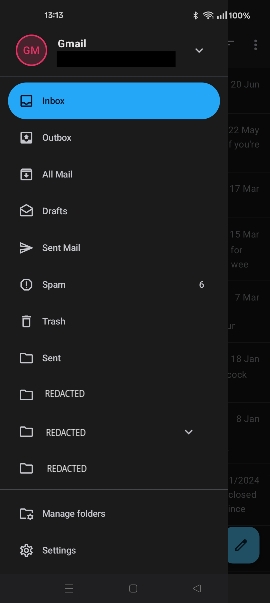 13:13
100%
GM
Gmail
20 Jun
Inbox
22 May
Outbox
f you're
All Mail
17 Mar
Drafts
15 Mar
Sent Mail
for
wee
Spam
6
7 Mar
Trash
ur
Sent
18 Jan
cock
REDACTED
8 Jan
REDACTED
REDACTED
1/2024
closed
ince
Manage folders
Settings